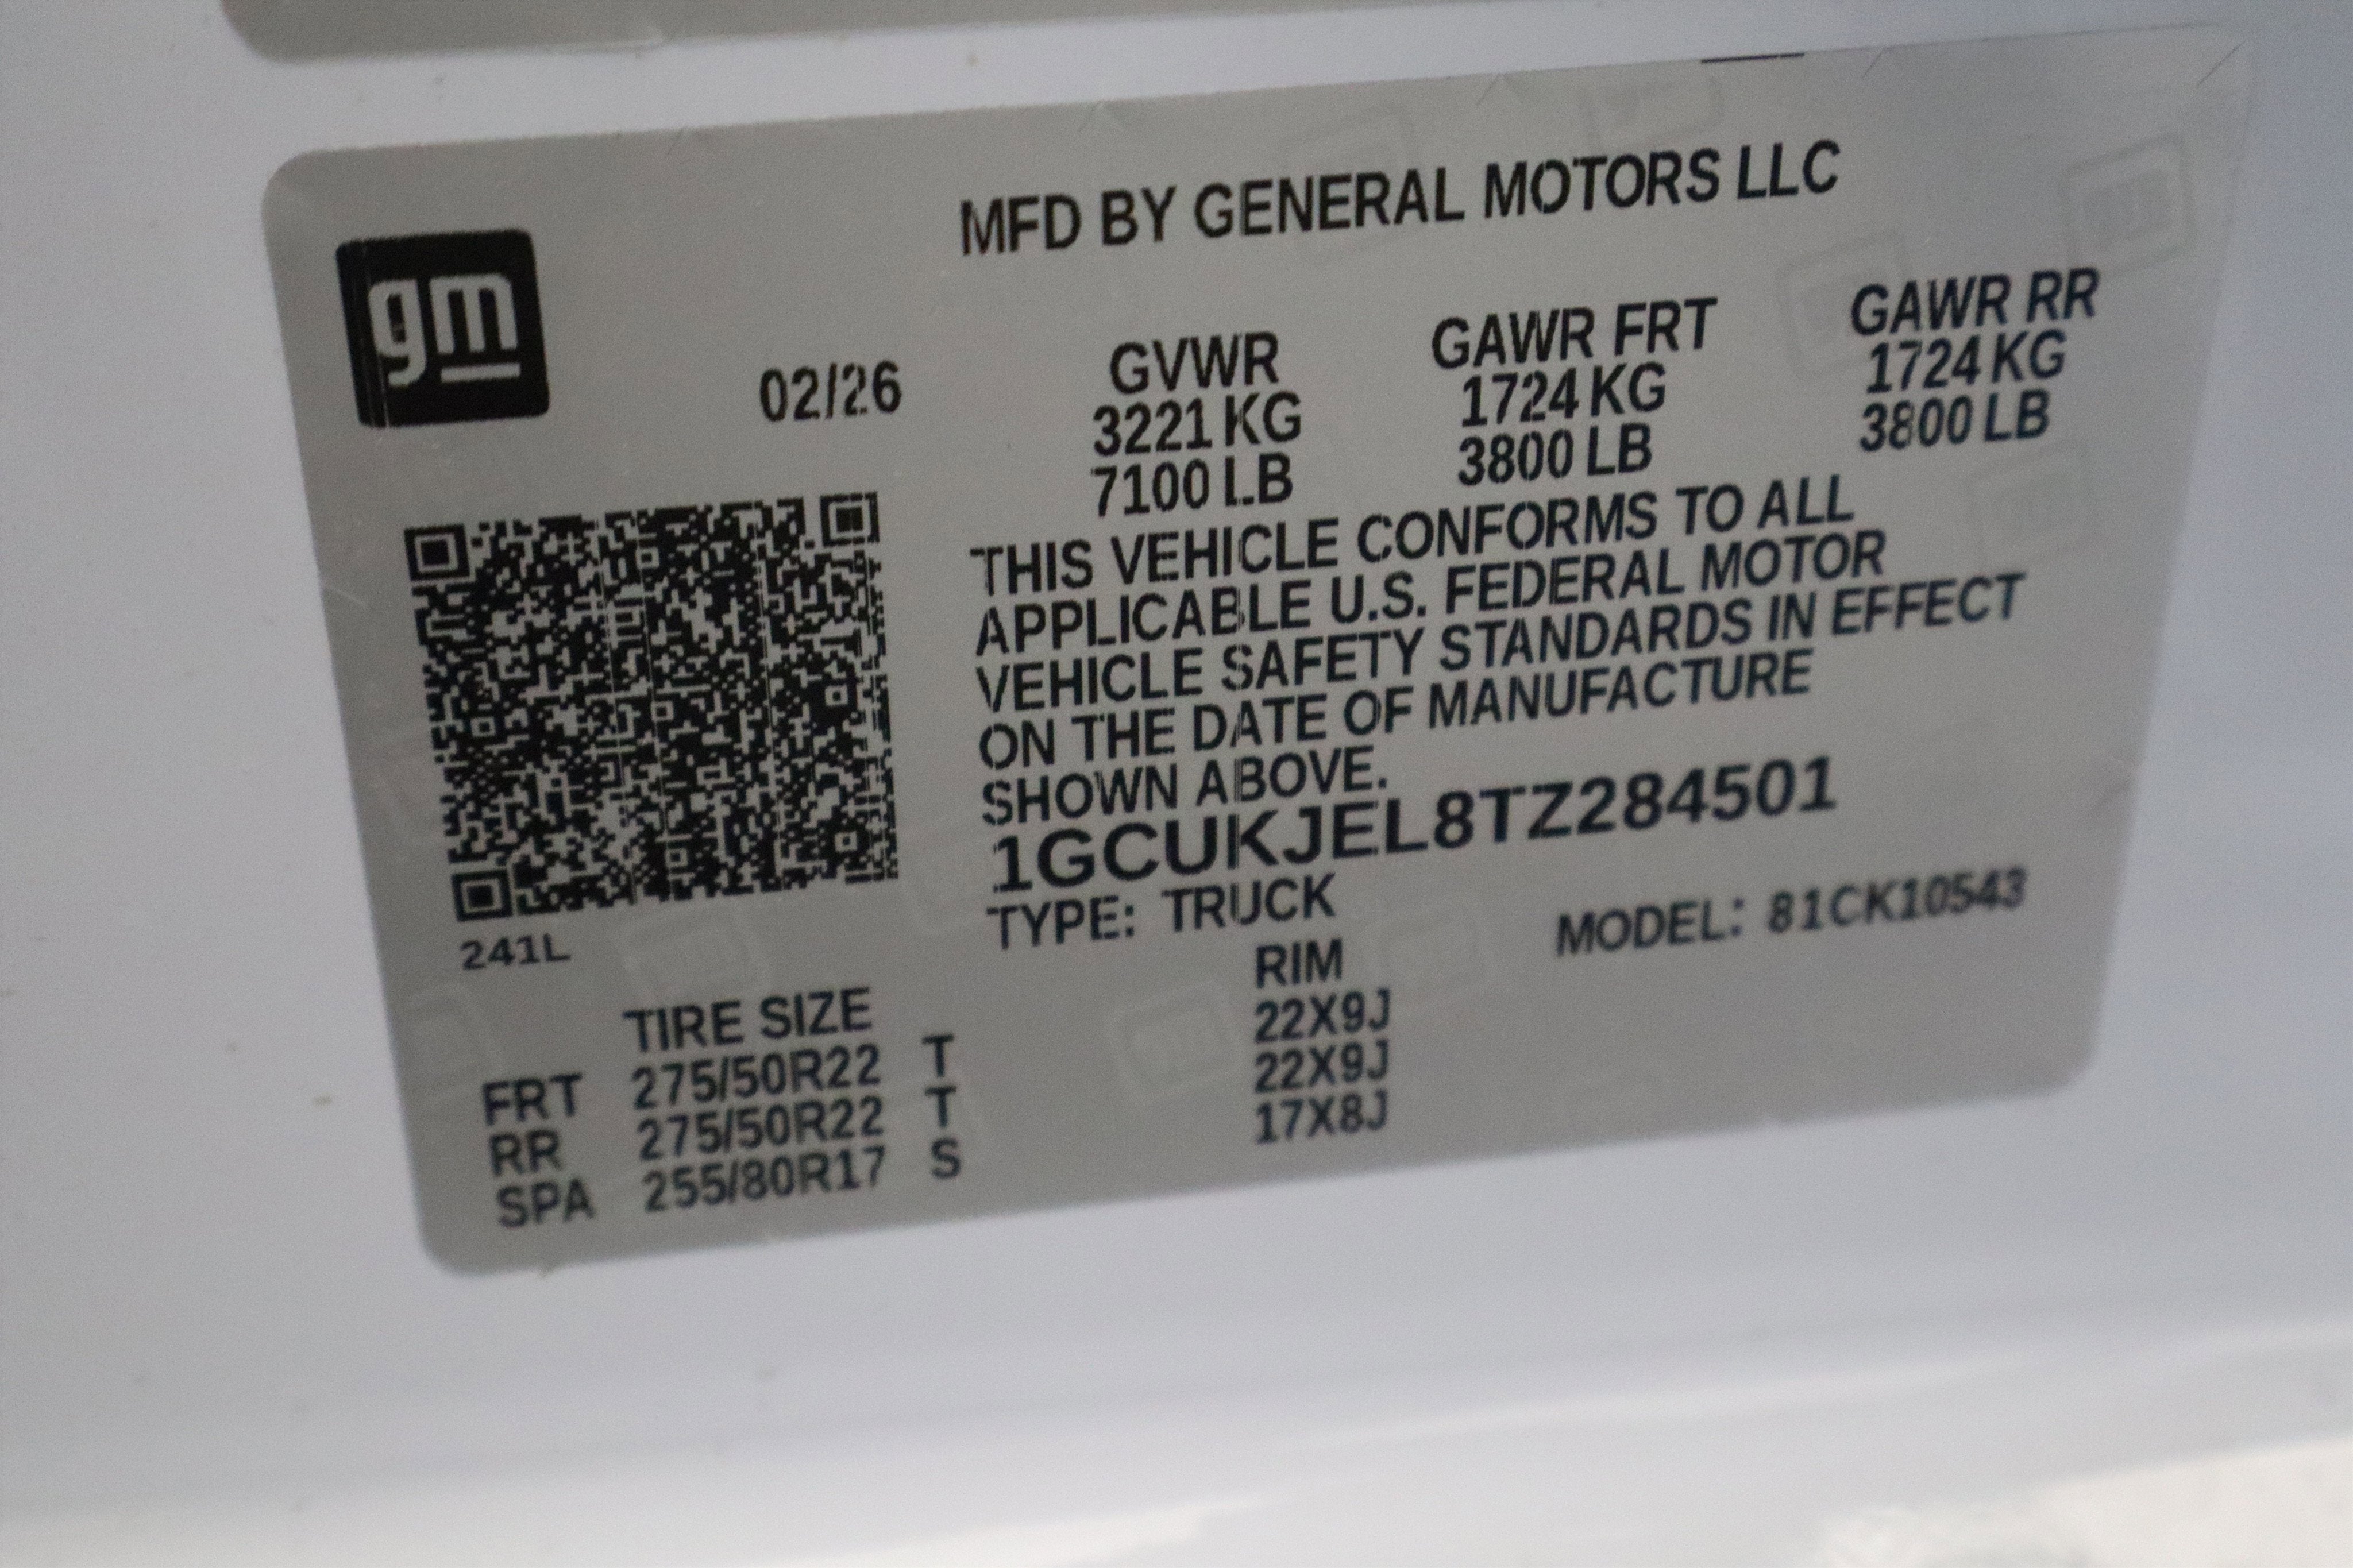 MFD BY GENERAL MOTORS LLC
gm
02/26
GVWR GAWR FRT GAWR RR
3221 KG 1724 KG 1724 KG
7100 LB 3800 LB 3800 LB
THIS VEHICLE CONFORMS TO ALL
APPLICABLE U.S. FEDERAL MOTOR
VEHICLE SAFETY STANDARDS IN EFFECT
ON THE DATE OF MANUFACTURE
SHOWN ABOVE.
1GCUKJEL8TZ284501
TYPE: TRUCK MODEL: 81CK10543
241L
TIRE SIZE RIM
FRT 275/50R22 T 22X9J
RR 275/50R22 T 22X9J
SPA 255/80R17 S 17X8J